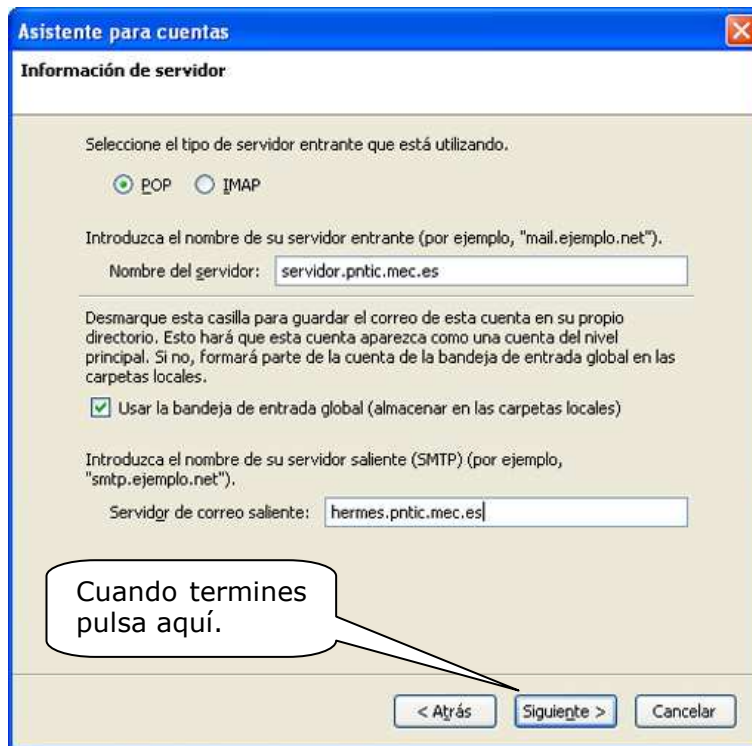 Asistente para cuentas
Información de servidor
Seleccione el tipo de servidor entrante que está utilizando.
POP IMAP
Introduzca el nombre de su servidor entrante (por ejemplo, "mail.ejemplo.net").
Nombre del servidor: servidor.pntic.mec.es
Desmarque esta casilla para guardar el correo de esta cuenta en su propio
directorio. Esto hará que esta cuenta aparezca como una cuenta del nivel
principal. Si no, formará parte de la cuenta de la bandeja de entrada global en las
carpetas locales.
Usar la bandeja de entrada global (almacenar en las carpetas locales)
Introduzca el nombre de su servidor saliente (SMTP) (por ejemplo,
"smtp.ejemplo.net").
Servidor de correo saliente: hermes.pntic.mec.es
Cuando termines
pulsa aquí.
< Atrás Siguiente > Cancelar